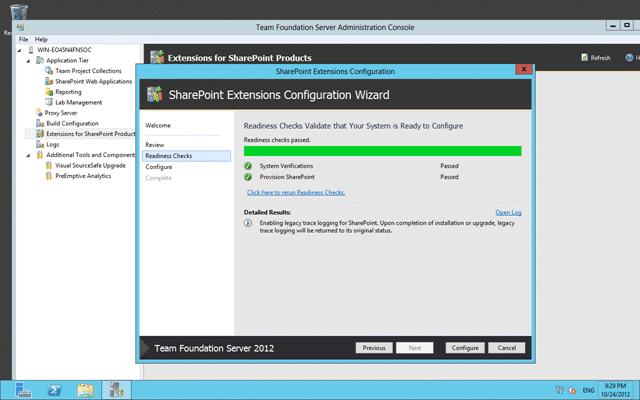 Team Foundation Server Administration Console
File Help
WIN-EO45N4FNSOC
Application Tier
Team Project Collections
SharePoint Web Applications
Reporting
Lab Management
Proxy Server
Build Configuration
Extensions for SharePoint Product
Logs
Additional Tools and Component
Visual SourceSafe Upgrade
PreEmptive Analytics
Extensions for SharePoint Products
Refresh
SharePoint Extensions Configuration
SharePoint Extensions Configuration Wizard
Welcome
Review
Readiness Checks
Configure
Complete
Readiness Checks Validate that Your System is Ready to Configure
Readiness checks passed.
System Verifications Passed
Provision SharePoint Passed
Click here to rerun Readiness Checks.
Detailed Results: Open Log
Enabling legacy trace logging for SharePoint. Upon completion of installation or upgrade, legacy
trace logging will be returned to its original status.
Team Foundation Server 2012
Previous Next Configure Cancel
ENG
9:29 PM
10/24/2012